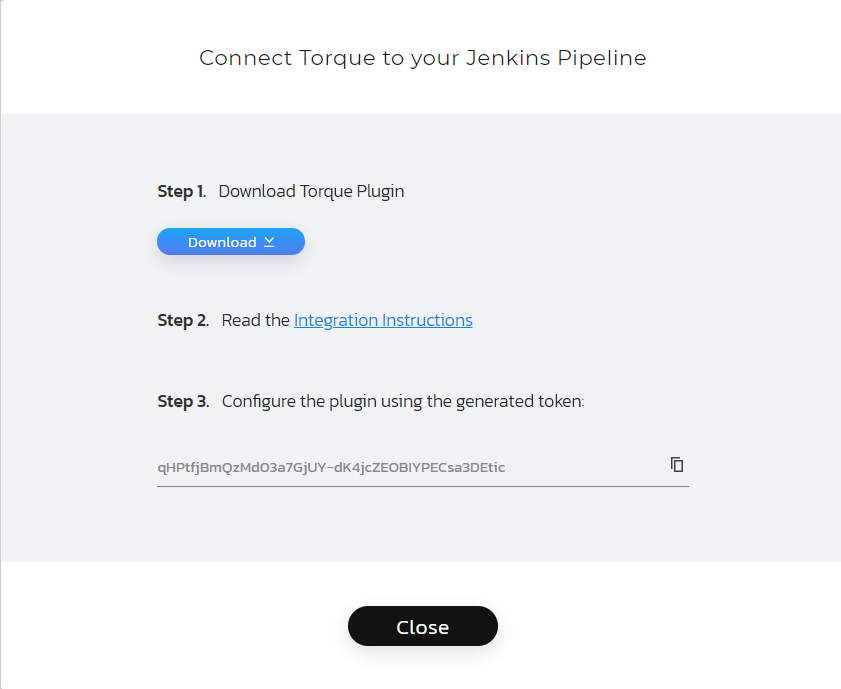 Connect Torque to your Jenkins Pipeline
Step 1. Download Torque Plugin
Download
Step 2. Read the Integration Instructions
Step 3. Configure the plugin using the generated token:
qHPtfjBmQzMdO3a7GjUY-dK4jcZEOBIYPECsa3DEtic
Close